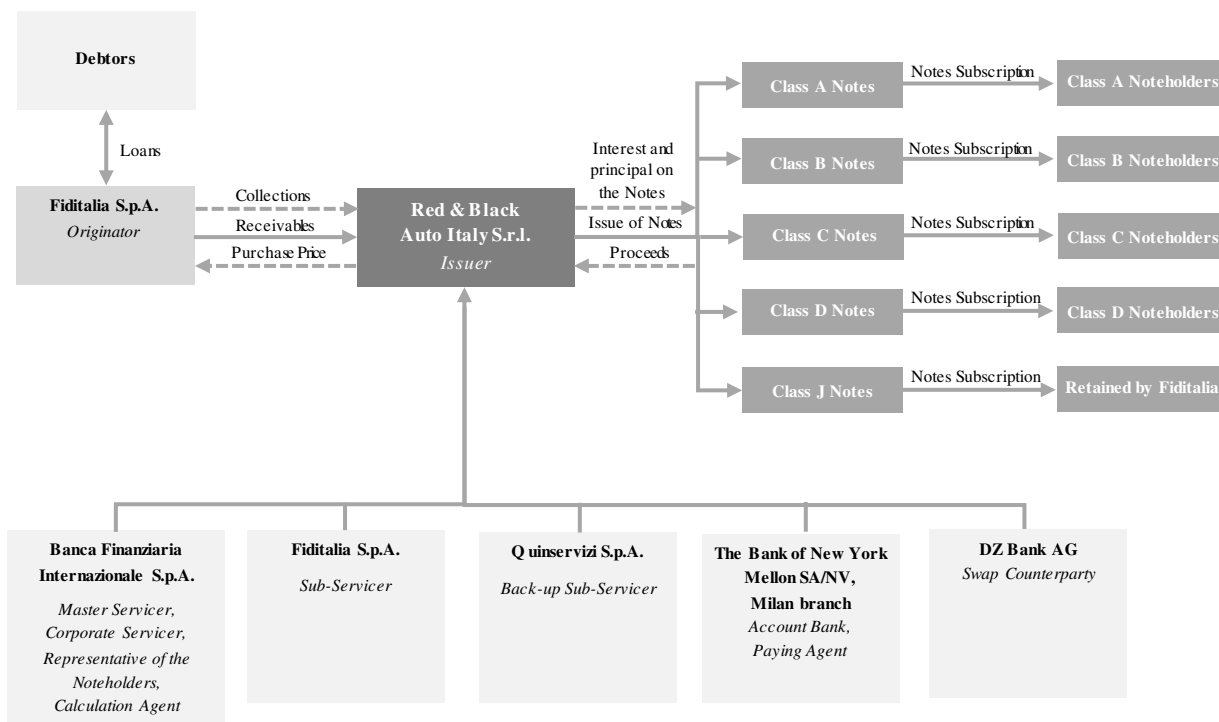 Debtors
Loans
Fiditalia S.p.A.
Originator
Collections
Receivables
Purchase Price
Red & Black
Auto Italy S.r.l.
Issuer
Interest and
principal on
the Notes
Issue of Notes
Proceeds
Class A Notes
Notes Subscription
Class A Noteholders
Class B Notes
Notes Subscription
Class B Noteholders
Class C Notes
Notes Subscription
Class C Noteholders
Class D Notes
Notes Subscription
Class D Noteholders
Class J Notes
Notes Subscription
Retained by Fiditalia
Banca Finanziaria
Internazionale S.p.A.
Master Servicer,
Corporate Servicer,
Representative of the
Noteholders,
Calculation Agent
Fiditalia S.p.A.
Sub-Servicer
Quinservizi S.p.A.
Back-up Sub-Servicer
The Bank of New York
Mellon SA/NV,
Milan branch
Account Bank,
Paying Agent
DZ Bank AG
Swap Counterparty